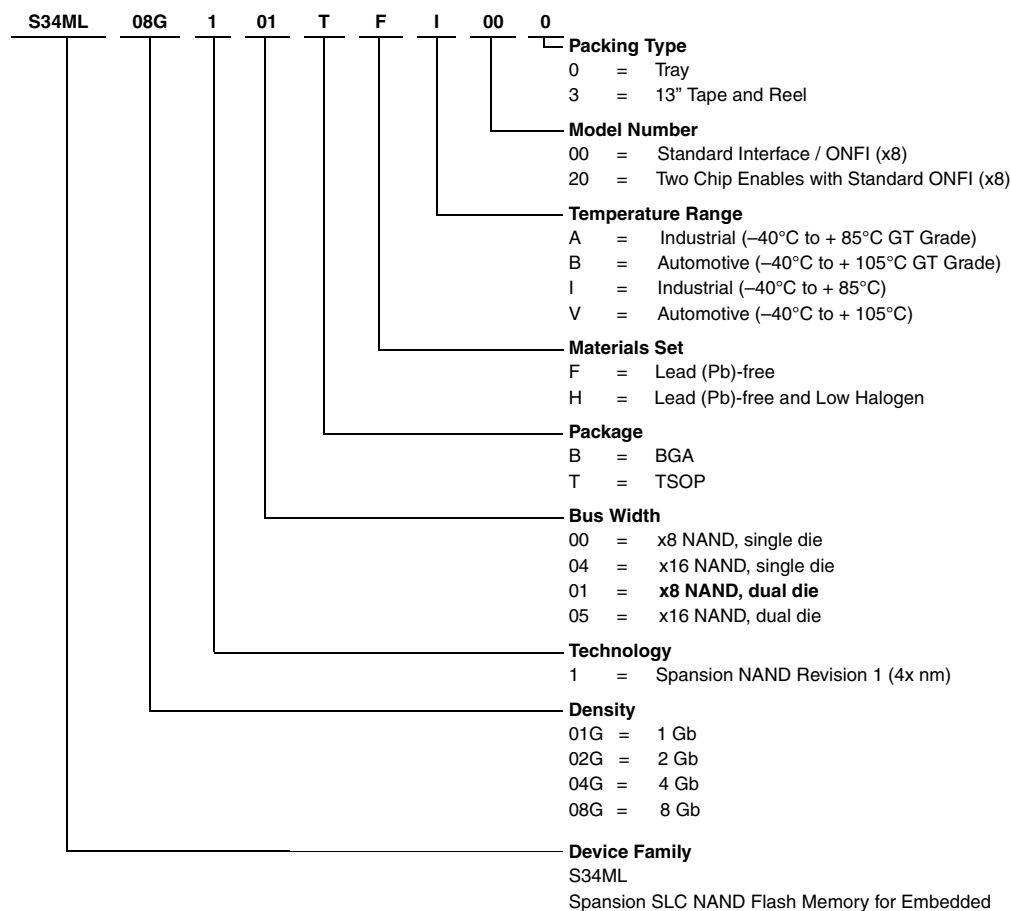 S34ML 08G 1 01 T F I 00 0
Packing Type
0 = Tray
3 = 13” Tape and Reel
Model Number
00 = Standard Interface / ONFI (x8)
20 = Two Chip Enables with Standard ONFI (x8)
Temperature Range
A = Industrial (–40°C to + 85°C GT Grade)
B = Automotive (–40°C to + 105°C GT Grade)
I = Industrial (–40°C to + 85°C)
V = Automotive (–40°C to + 105°C)
Materials Set
F = Lead (Pb)-free
H = Lead (Pb)-free and Low Halogen
Package
B = BGA
T = TSOP
Bus Width
00 = x8 NAND, single die
04 = x16 NAND, single die
01 = x8 NAND, dual die
05 = x16 NAND, dual die
Technology
1 = Spansion NAND Revision 1 (4x nm)
Density
01G = 1 Gb
02G = 2 Gb
04G = 4 Gb
08G = 8 Gb
Device Family
S34ML
Spansion SLC NAND Flash Memory for Embedded